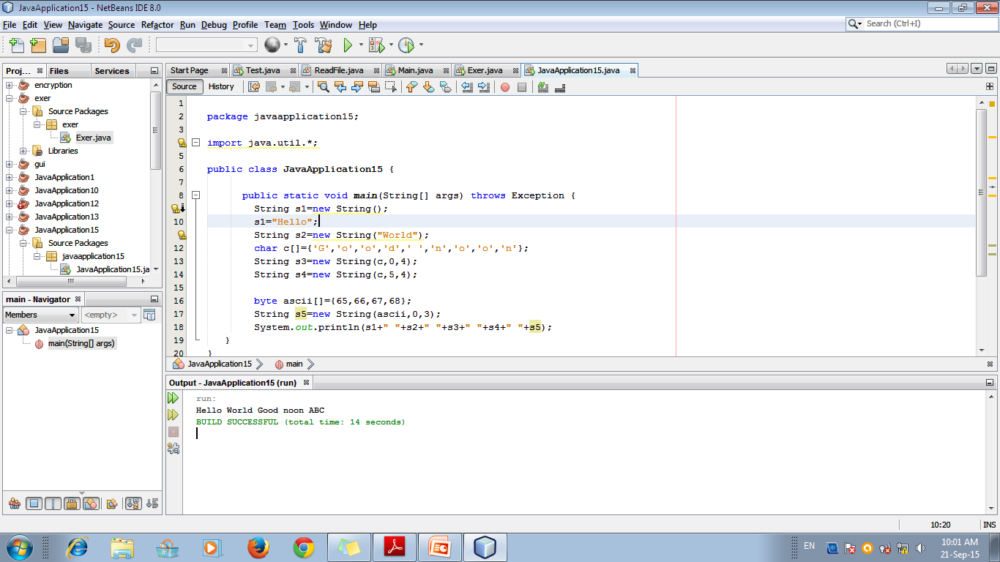 JavaApplication15 - NetBeans IDE 8.0
File Edit View Navigate Source Refactor Run Debug Profile Team Tools Window Help
Search (Ctrl+I)
Proj... Files Services
encryption
exer
Source Packages
exer
Exer.java
Libraries
gui
JavaApplication1
JavaApplication10
JavaApplication12
JavaApplication13
JavaApplication15
Source Packages
javaapplication15
JavaApplication15.ja
main - Navigator
Members <empty>
JavaApplication15
main(String[] args)
Start Page Test.java ReadFile.java Main.java Exer.java JavaApplication15.java
Source History
1
2 package javaapplication15;
3
import java.util.*;
5
6 public class JavaApplication15 {
7
8 public static void main(String[] args) throws Exception {
String s1=new String();
10 s1="Hello";
String s2=new String("World");
12 char c[]={'G','o','o','d',' ','n','o','o','n'};
13 String s3=new String(c,0,4);
14 String s4=new String(c,5,4);
15
16 byte ascii[]={65,66,67,68};
17 String s5=new String(ascii,0,3);
18 System.out.println(s1+" "+s2+" "+s3+" "+s4+" "+s5);
19 }
20 }
JavaApplication15 main
Output - JavaApplication15 (run)
run:
Hello World Good noon ABC
BUILD SUCCESSFUL (total time: 14 seconds)
10:20 INS
EN
10:01 AM
21-Sep-15